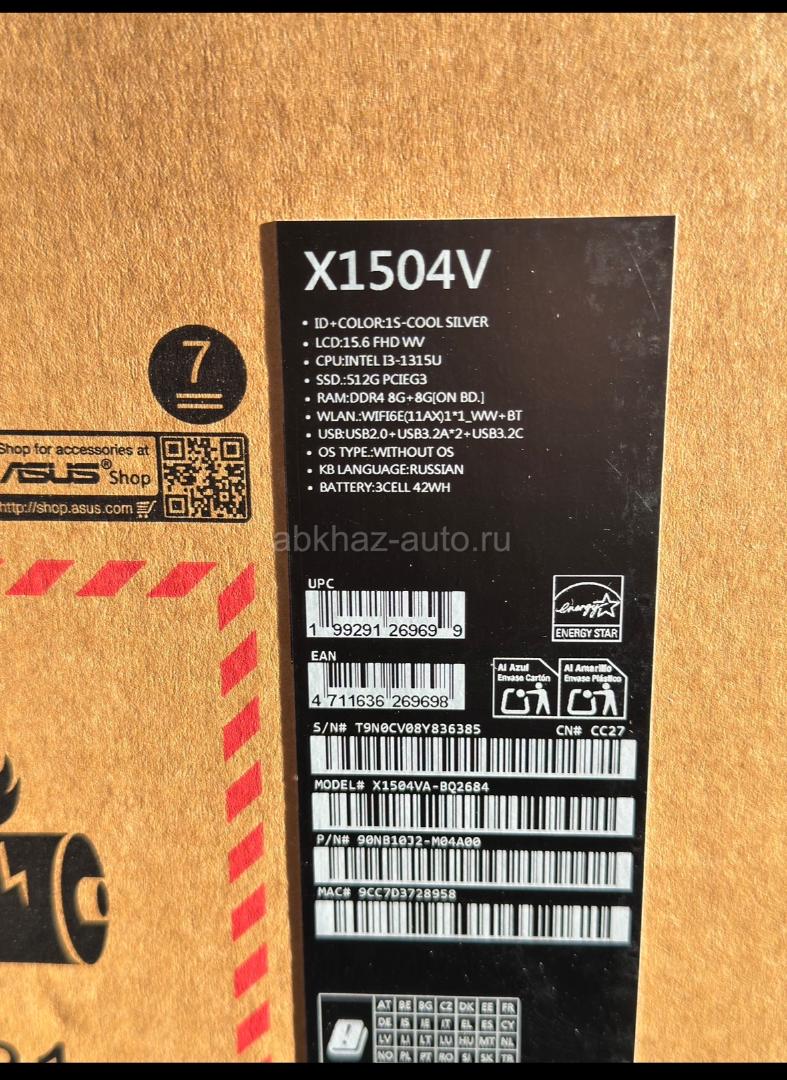 X1504V
• ID+COLOR:1S-COOL SILVER
• LCD:15.6 FHD WV
• CPU:INTEL I3-1315U
• SSD.:512G PCIEG3
• RAM:DDR4 8G+8G[ON BD.]
• WLAN.:WIFI6E(11AX)1*1_WW+BT
• USB:USB2.0+USB3.2A*2+USB3.2C
• OS TYPE.:WITHOUT OS
• KB LANGUAGE:RUSSIAN
• BATTERY:3CELL 42WH
7
Shop for accessories at
ASUS® Shop
http://shop.asus.com
abkhaz-auto.ru
UPC
1 99291 26969 9
energy
ENERGY STAR
EAN
4 711636 269698
Al Azul
Envase Cartón
Al Amarillo
Envase Plástico
S/N# T9N0CV08Y836385 CN# CC27
MODEL# X1504VA-BQ2684
P/N# 90NB10J2-M04A00
MAC# 9CC7D3728958
AT BE BG CZ DK EE FR
DE IS IE IT EL ES CY
LV LI LT LU HU MT NL
NO PL PT RO SI SK TR